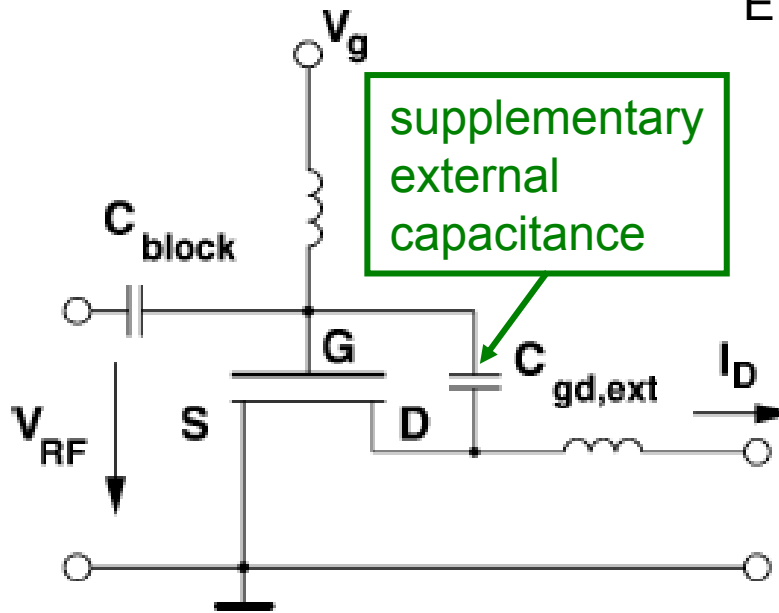 E
Vg
supplementary
external
capacitance
Cblock
G
Cgd,ext
ID
S
D
VRF